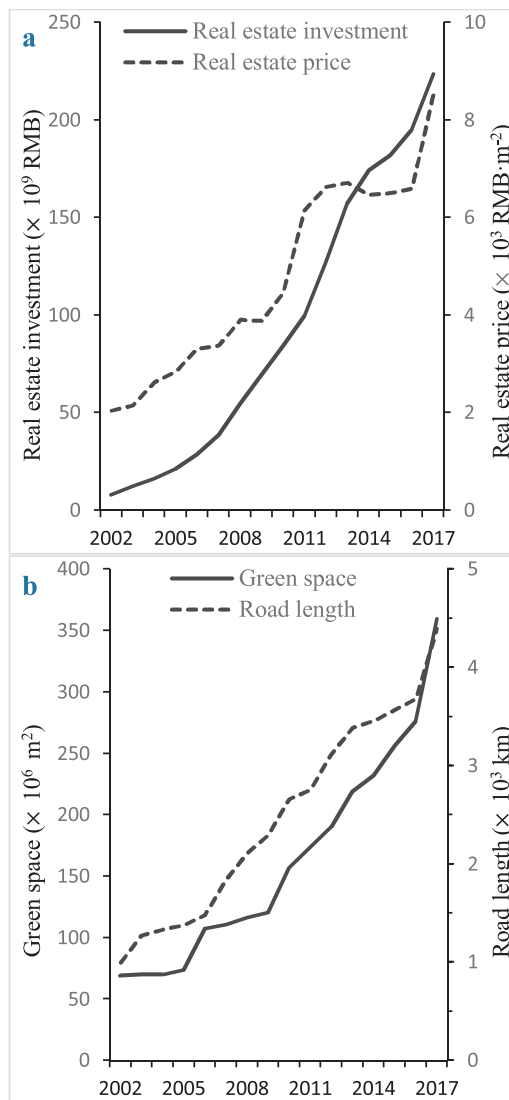 a
Real estate investment
Real estate price
250
200
150
100
50
0
10
8
6
4
2
0
Real estate investment (× 10⁹ RMB)
Real estate price (× 10³ RMB·m⁻²)
2002 2005 2008 2011 2014 2017
b
Green space
Road length
400
350
300
250
200
150
100
50
0
5
4
3
2
1
0
Green space (× 10⁶ m²)
Road length (× 10³ km)
2002 2005 2008 2011 2014 2017